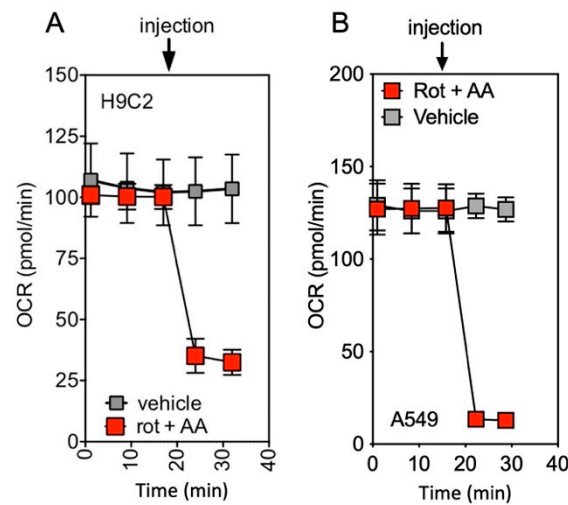 A
injection
150
125
100
75
50
25
0
OCR (pmol/min)
H9C2
vehicle
rot + AA
0
10
20
30
40
Time (min)
B
injection
200
150
100
50
0
OCR (pmol/min)
Rot + AA
Vehicle
A549
0
10
20
30
40
Time (min)